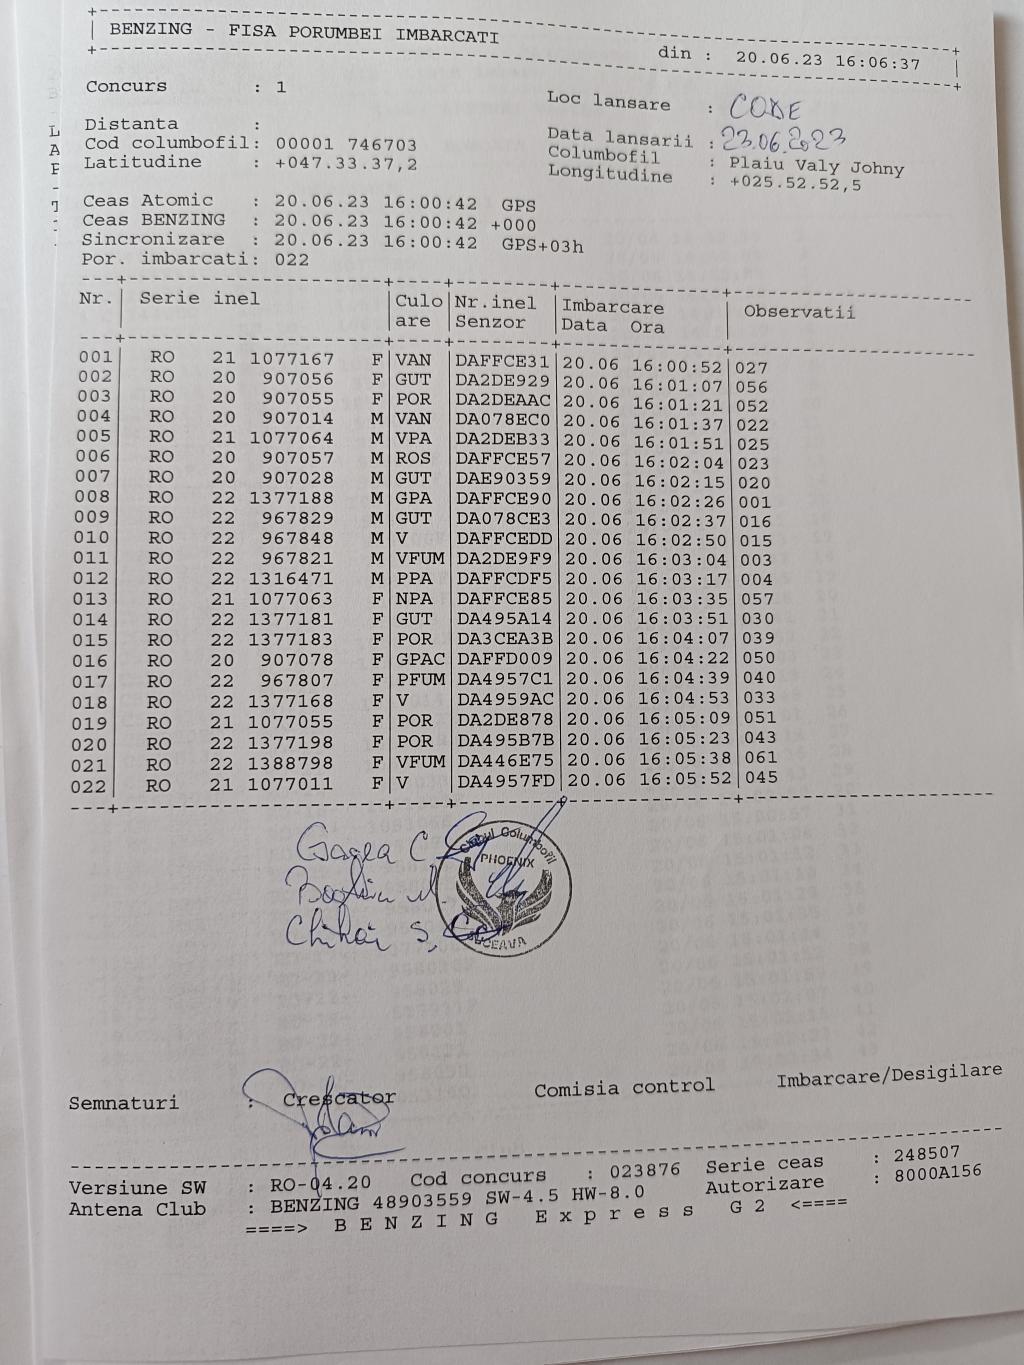 BENZING - FISA PORUMBEI IMBARCATI
din : 20.06.23 16:06:37
Concurs : 1
Loc lansare : CODE
Distanta :
Data lansarii : 23.06.2023
Cod columbofil: 00001 746703
Columbofil : Plaiu Valy Johny
Latitudine : +047.33.37,2
Longitudine : +025.52.52,5
Ceas Atomic : 20.06.23 16:00:42 GPS
Ceas BENZING : 20.06.23 16:00:42 +000
Sincronizare : 20.06.23 16:00:42 GPS+03h
Por. imbarcati: 022
Nr. Serie inel Culo Nr.inel Imbarcare Observatii
are Senzor Data Ora
001 RO 21 1077167 F VAN DAFFCE31 20.06 16:00:52 027
002 RO 20 907056 F GUT DA2DE929 20.06 16:01:07 056
003 RO 20 907055 F POR DA2DEAAC 20.06 16:01:21 052
004 RO 20 907014 M VAN DA078EC0 20.06 16:01:37 022
005 RO 21 1077064 M VPA DA2DEB33 20.06 16:01:51 025
006 RO 20 907057 M ROS DAFFCE57 20.06 16:02:04 023
007 RO 20 907028 M GUT DAE90359 20.06 16:02:15 020
008 RO 22 1377188 M GPA DAFFCE90 20.06 16:02:26 001
009 RO 22 967829 M GUT DA078CE3 20.06 16:02:37 016
010 RO 22 967848 M V DAFFCEDD 20.06 16:02:50 015
011 RO 22 967821 M VFUM DA2DE9F9 20.06 16:03:04 003
012 RO 22 1316471 M PPA DAFFCDF5 20.06 16:03:17 004
013 RO 21 1077063 F NPA DAFFCE85 20.06 16:03:35 057
014 RO 22 1377181 F GUT DA495A14 20.06 16:03:51 030
015 RO 22 1377183 F POR DA3CEA3B 20.06 16:04:07 039
016 RO 20 907078 F GPAC DAFFD009 20.06 16:04:22 050
017 RO 22 967807 F PFUM DA4957C1 20.06 16:04:39 040
018 RO 22 1377168 F V DA4959AC 20.06 16:04:53 033
019 RO 21 1077055 F POR DA2DE878 20.06 16:05:09 051
020 RO 22 1377198 F POR DA495B7B 20.06 16:05:23 043
021 RO 22 1388798 F VFUM DA446E75 20.06 16:05:38 061
022 RO 21 1077011 F V DA4957FD 20.06 16:05:52 045
Clubul Columbofil
PHOENIX
SUCEAVA
Semnaturi : Crescator Comisia control Imbarcare/Desigilare
Versiune SW : RO-04.20 Cod concurs : 023876 Serie ceas : 248507
Antena Club : BENZING 48903559 SW-4.5 HW-8.0 Autorizare : 8000A156
====> B E N Z I N G E x p r e s s G 2 <====